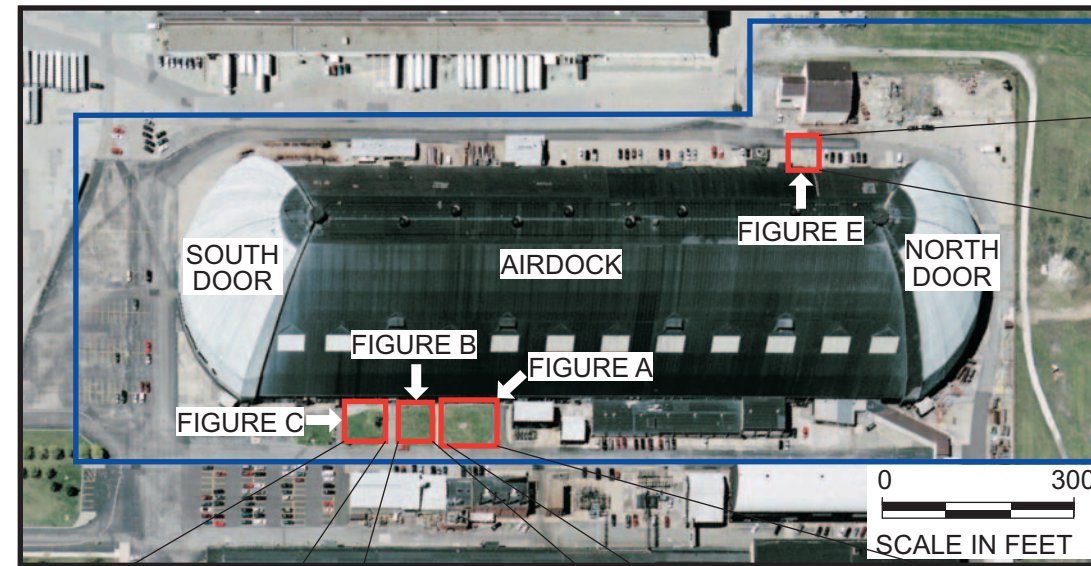 FIGURE E
SOUTH
DOOR
AIRDOCK
NORTH
DOOR
FIGURE B
FIGURE A
FIGURE C
0 300
SCALE IN FEET